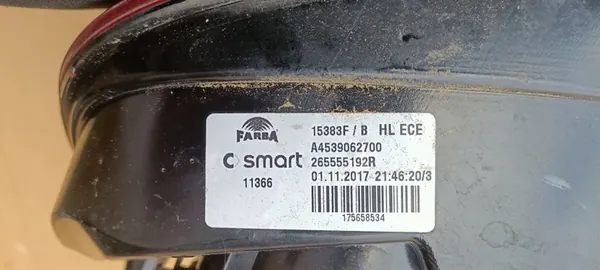 FARBA
15383F / B HL ECE
A4539062700
smart
265555192R
11366
01.11.2017 21:46:20/3
175658534